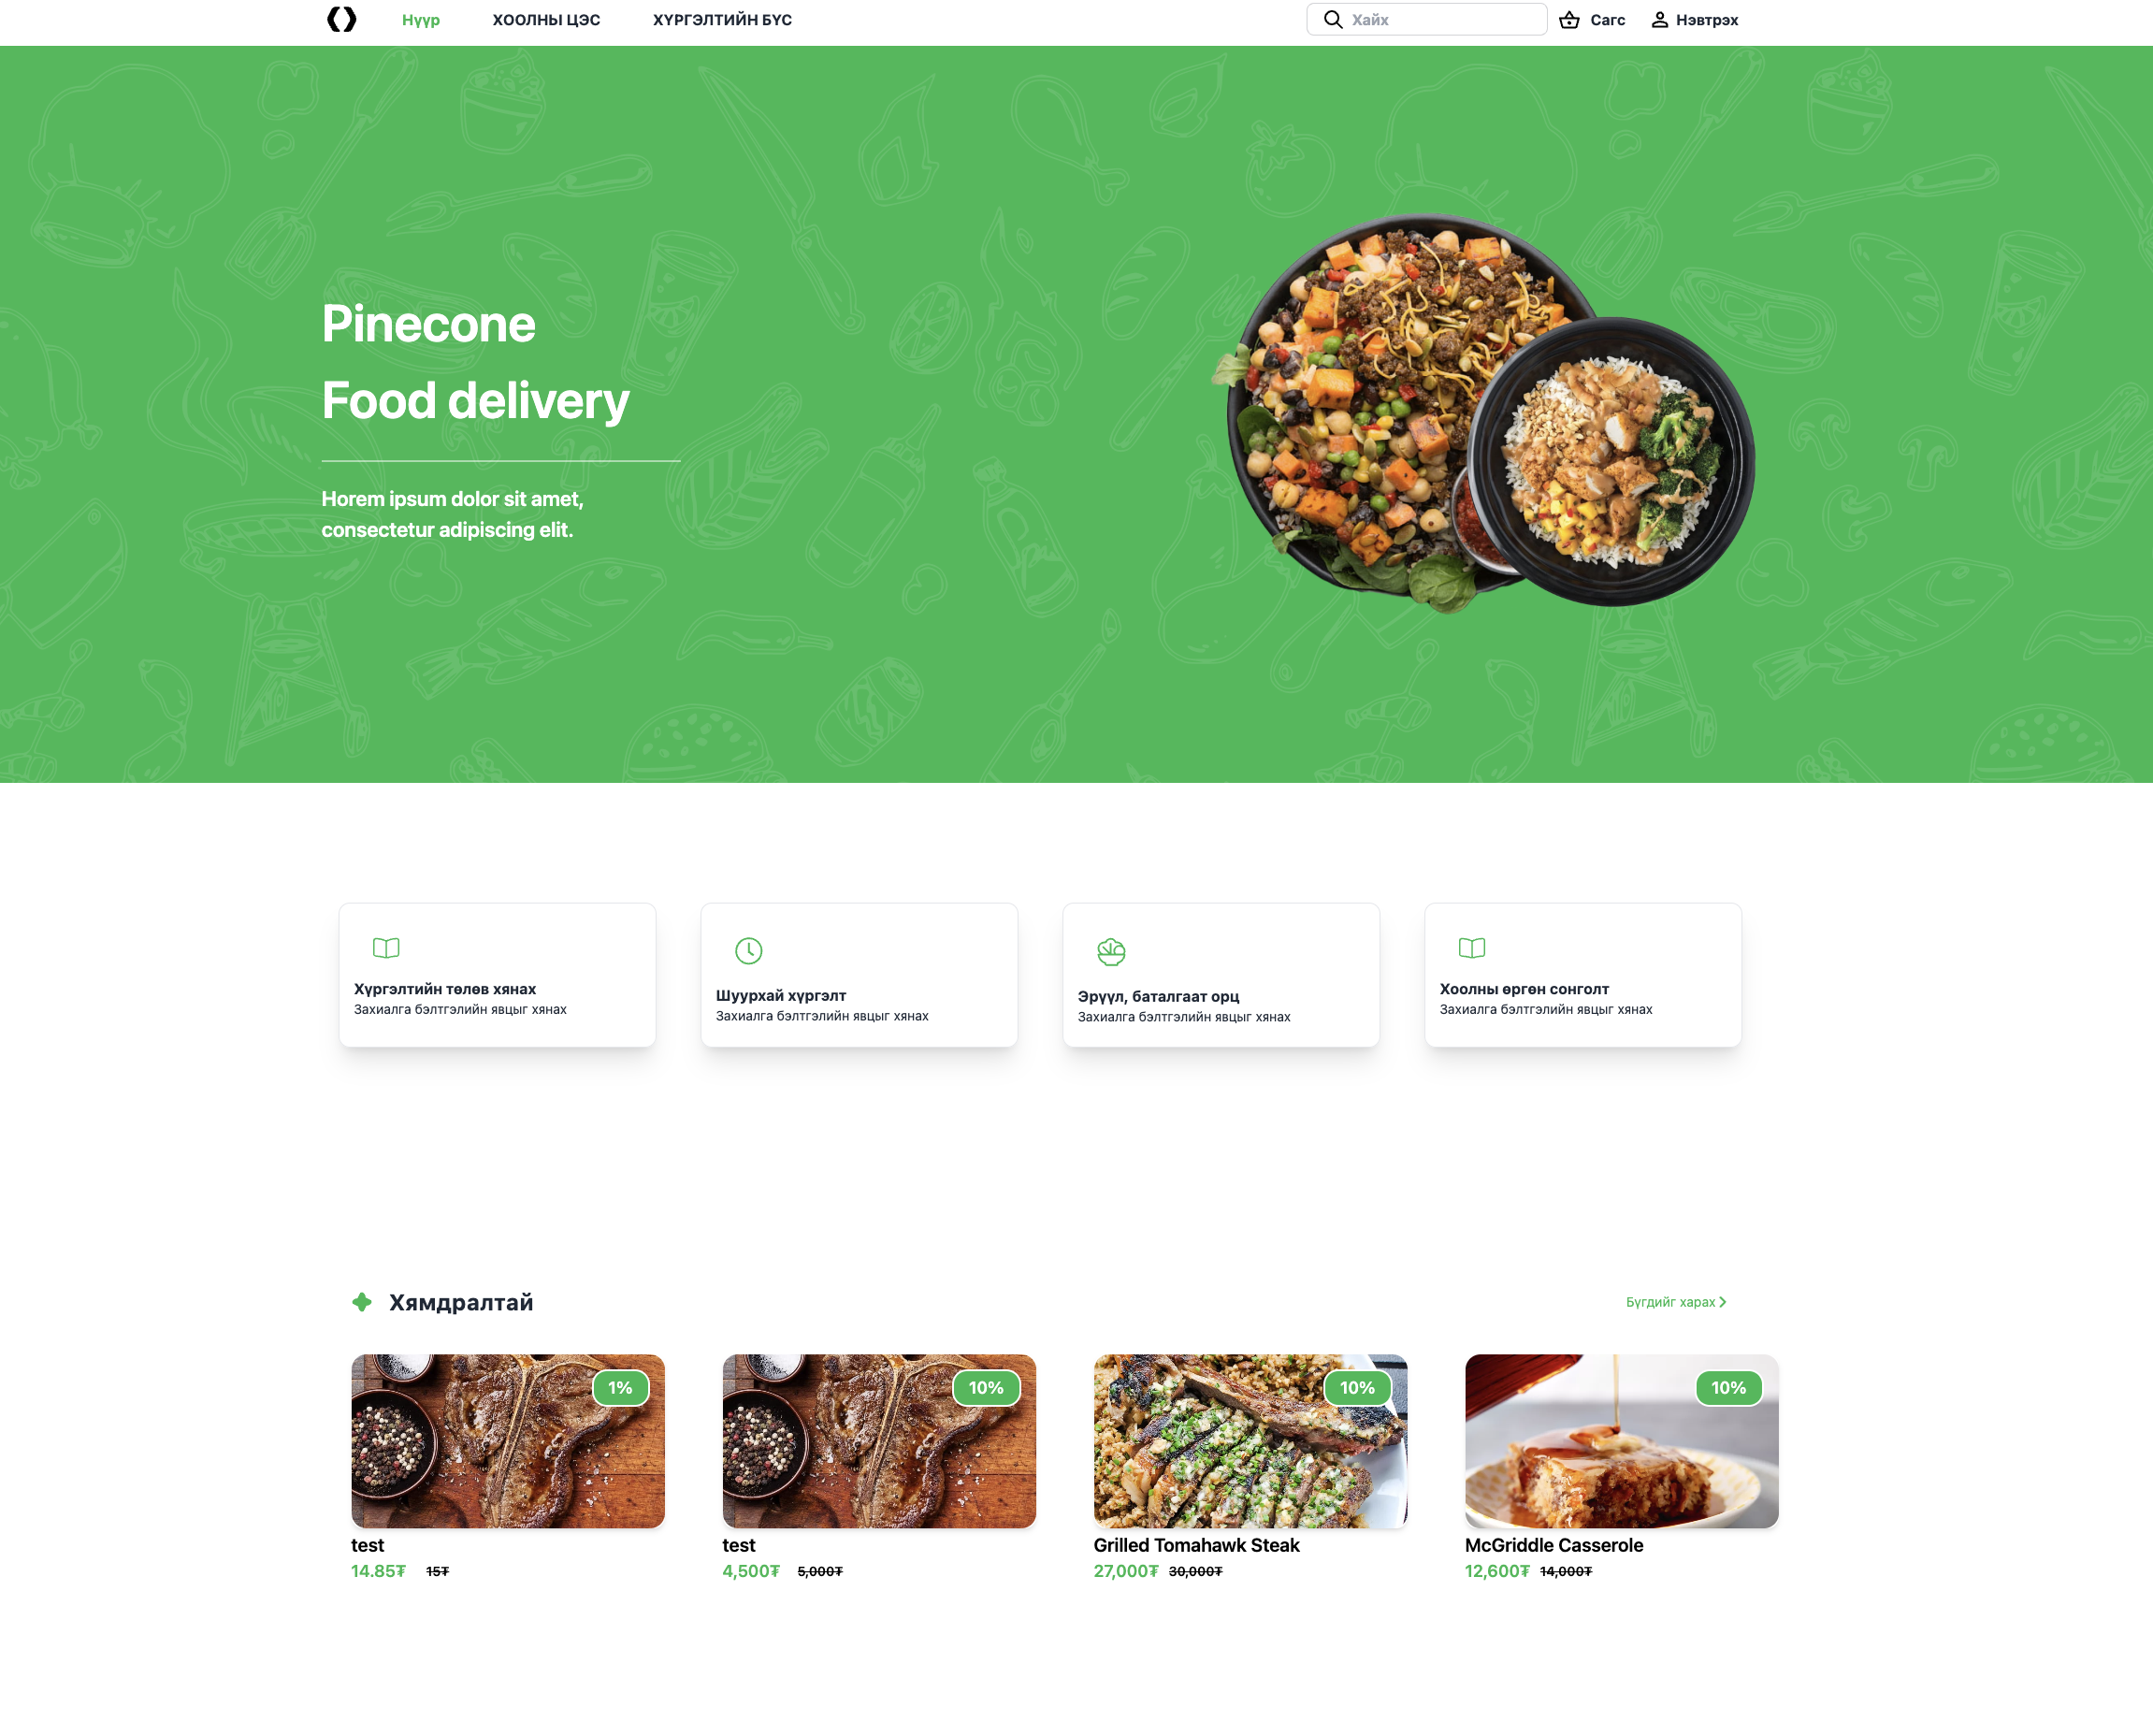 Нүүр
ХООЛНЫ ЦЭС
ХҮРГЭЛТИЙН БҮС
Хайх
Сагс
Нэвтрэх
Pinecone
Food delivery
Horem ipsum dolor sit amet,
consectetur adipiscing elit.
Хүргэлтийн төлөв хянах
Захиалга бэлтгэлийн явцыг хянах
Шуурхай хүргэлт
Захиалга бэлтгэлийн явцыг хянах
Эрүүл, баталгаат орц
Захиалга бэлтгэлийн явцыг хянах
Хоолны өргөн сонголт
Захиалга бэлтгэлийн явцыг хянах
Хямдралтай
Бүгдийг харах
1%
test
14.85₮ 15₮
10%
test
4,500₮ 5,000₮
10%
Grilled Tomahawk Steak
27,000₮ 30,000₮
10%
McGriddle Casserole
12,600₮ 14,000₮